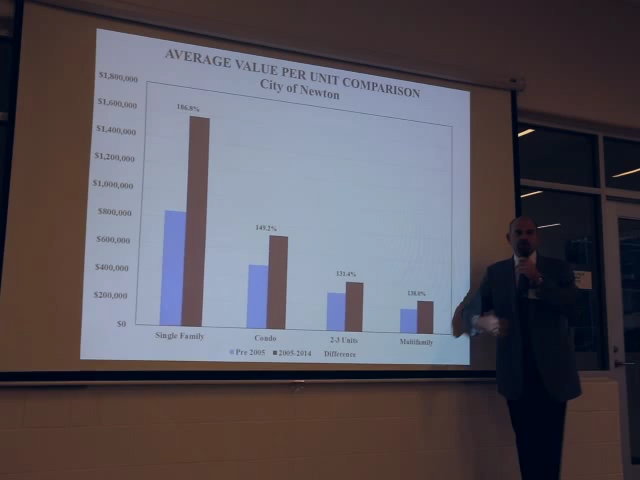 AVERAGE VALUE PER UNIT COMPARISON
City of Newton
$1,800,000
$1,600,000
$1,400,000
$1,200,000
$1,000,000
$800,000
$600,000
$400,000
$200,000
$0
186.8%
149.2%
131.4%
138.0%
Single Family
Condo
2-3 Units
Multifamily
Pre 2005
2005-2014
Difference